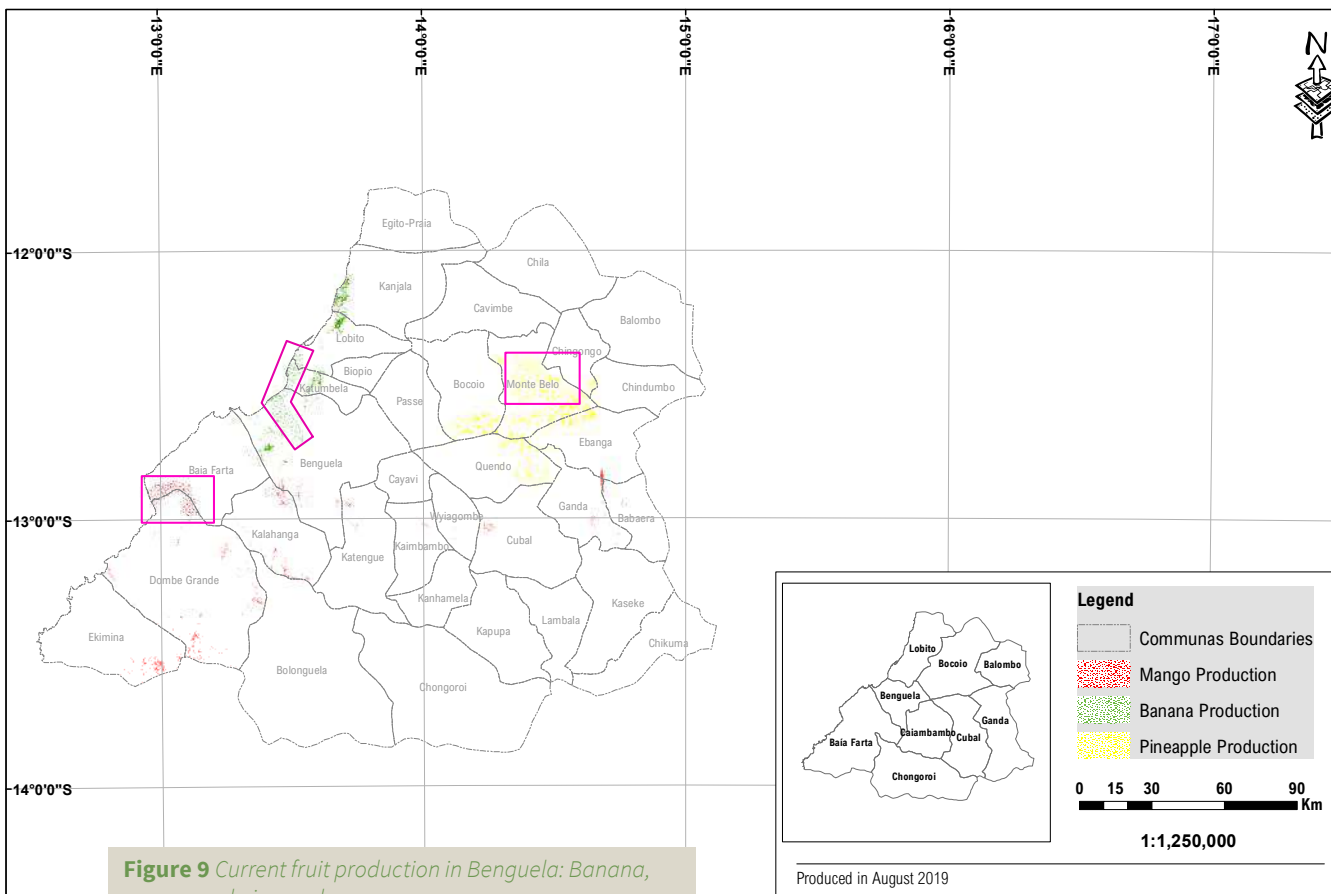 13°0'0"E
14°0'0"E
15°0'0"E
16°0'0"E
17°0'0"E
N
-12°0'0"S
-13°0'0"S
-14°0'0"S
Egito-Praia
Chila
Kanjala
Cavimbe
Balombo
Lobito
Chingongo
Biopio
Katumbela
Bocoio
Monte Belo
Chindumbo
Passe
Ebanga
Baia Farta
Benguela
Quendo
Cayavi
Ganda
Wyiagombe
Babaera
Kalahanga
Katengue
Kaimbambo
Cubal
Dombe Grande
Kanhamela
Kaseke
Lambala
Kapupa
Ekimina
Chikuma
Bolonguela
Chongoroi
Lobito
Bocoio
Balombo
Benguela
Ganda
Caiambambo
Cubal
Baía Farta
Chongoroi
Legend
Communas Boundaries
Mango Production
Banana Production
Pineapple Production
0 15 30 60 90
Km
1:1,250,000
Produced in August 2019
Figure 9 Current fruit production in Benguela: Banana,